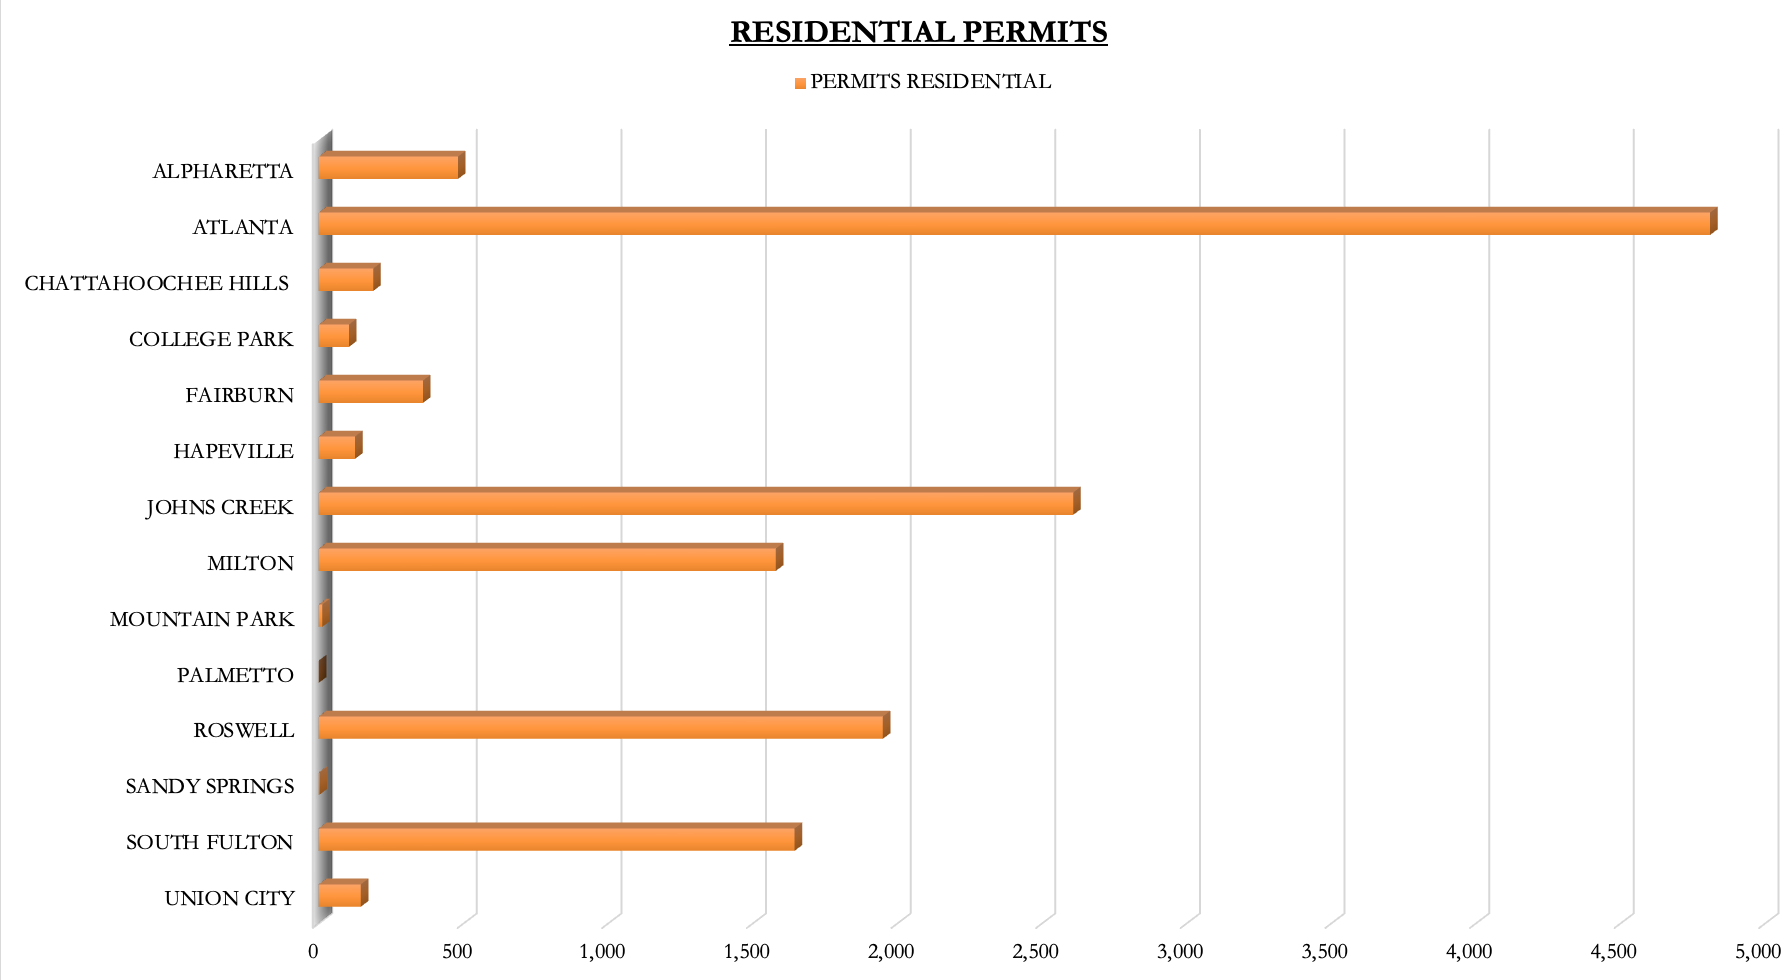 RESIDENTIAL PERMITS
PERMITS RESIDENTIAL
ALPHARETTA
ATLANTA
CHATTAHOOCHEE HILLS
COLLEGE PARK
FAIRBURN
HAPEVILLE
JOHNS CREEK
MILTON
MOUNTAIN PARK
PALMETTO
ROSWELL
SANDY SPRINGS
SOUTH FULTON
UNION CITY
0 500 1,000 1,500 2,000 2,500 3,000 3,500 4,000 4,500 5,000